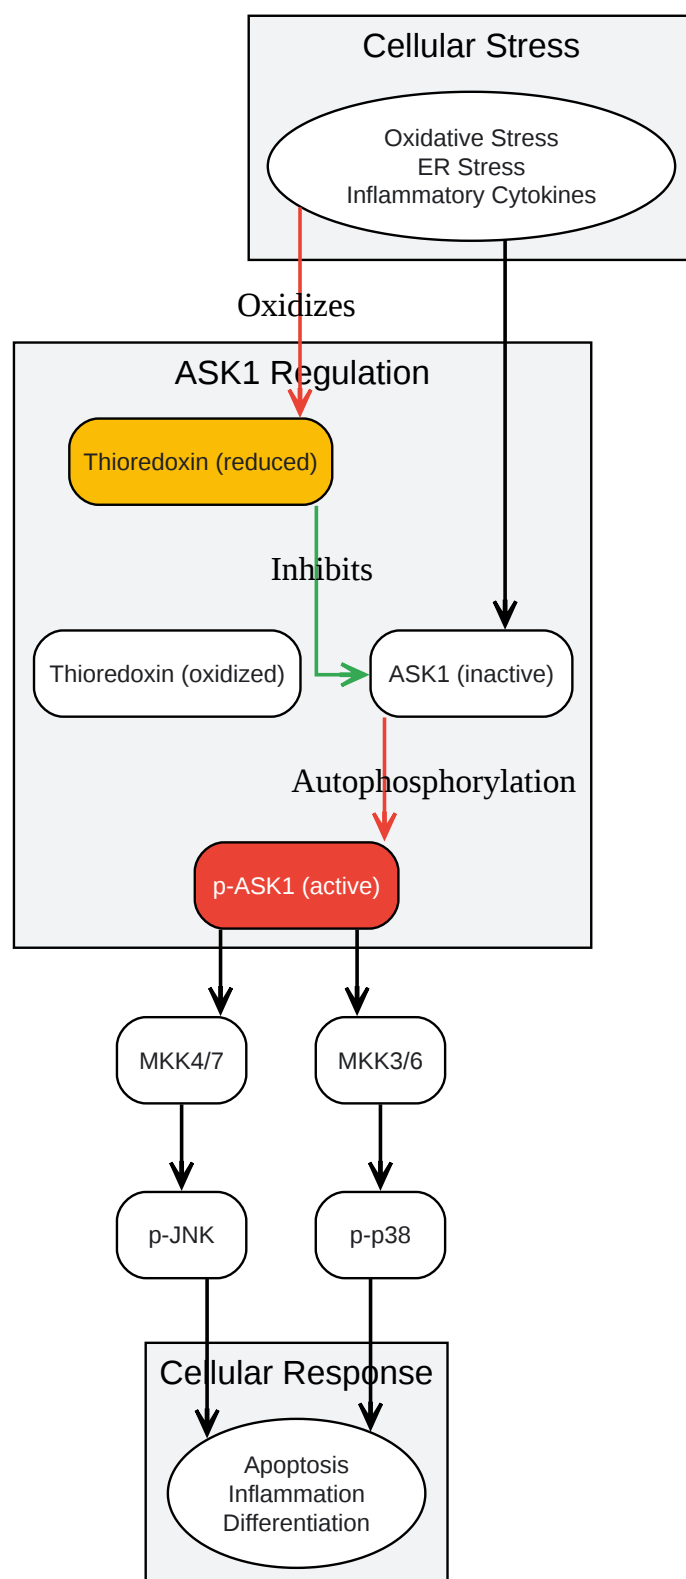 Cellular Stress
Oxidative Stress
ER Stress
Inflammatory Cytokines
Oxidizes
ASK1 Regulation
Thioredoxin (reduced)
Inhibits
Thioredoxin (oxidized)
ASK1 (inactive)
Autophosphorylation
p-ASK1 (active)
MKK4/7
MKK3/6
p-JNK
p-p38
Cellular Response
Apoptosis
Inflammation
Differentiation